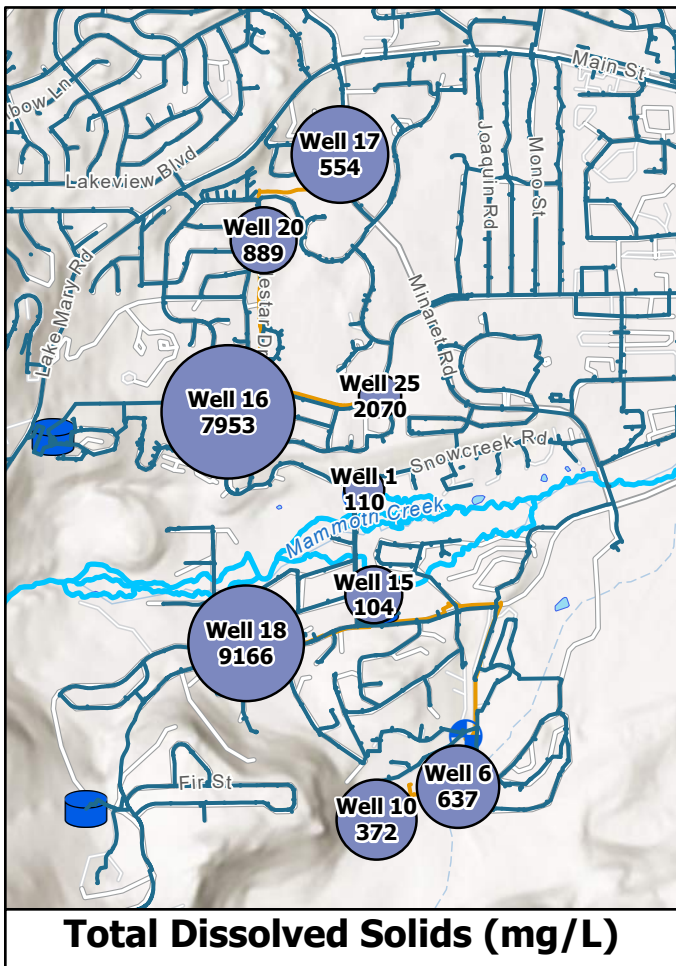 Main St
bow Ln
Well 17
554
Joaquin Rd
Mono St
Lakeview Blvd
Well 20
889
Lake Mary Rd
estar D
Minaret Rd
Well 25
2070
Well 16
7953
Snowcreek Rd
Well 1
110
Mammoth Creek
Well 15
104
Well 18
9166
Well 6
637
Fir St
Well 10
372
Total Dissolved Solids (mg/L)